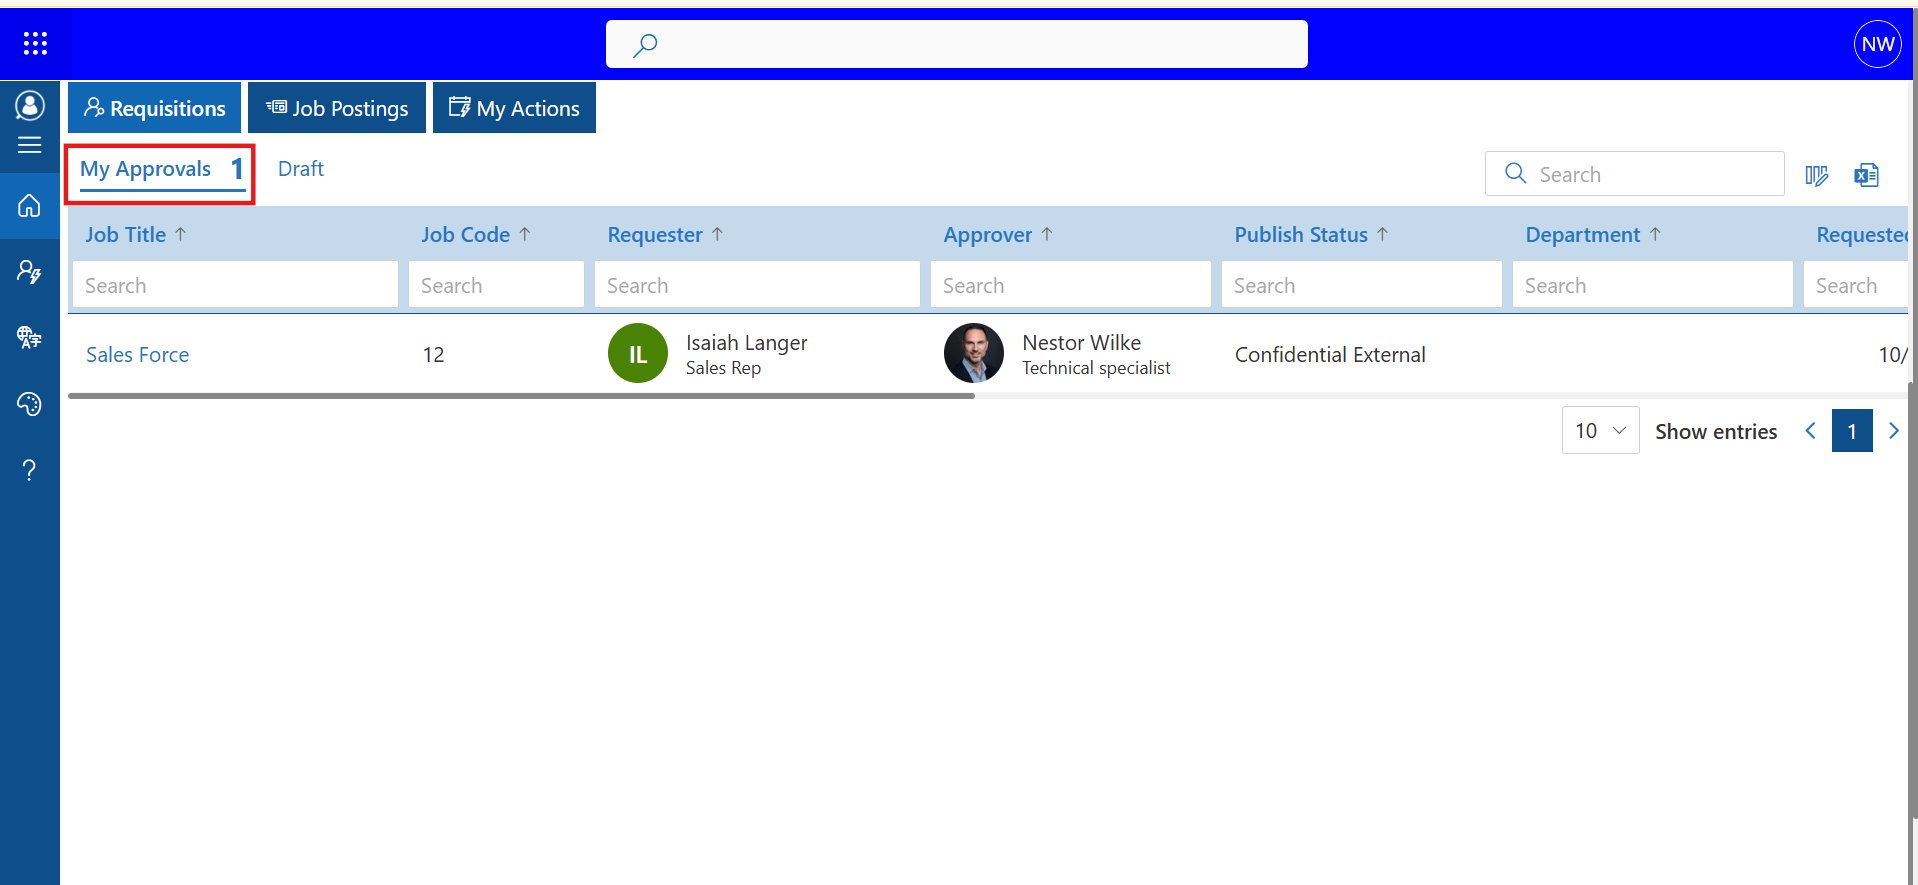 NW
Requisitions Job Postings My Actions
My Approvals 1 Draft Search
Job Title ↑ Job Code ↑ Requester ↑ Approver ↑ Publish Status ↑ Department ↑ Requested
Search Search Search Search Search Search Search
Sales Force 12 IL Isaiah Langer Nestor Wilke Confidential External 10/
Sales Rep Technical specialist
10 Show entries 1
?